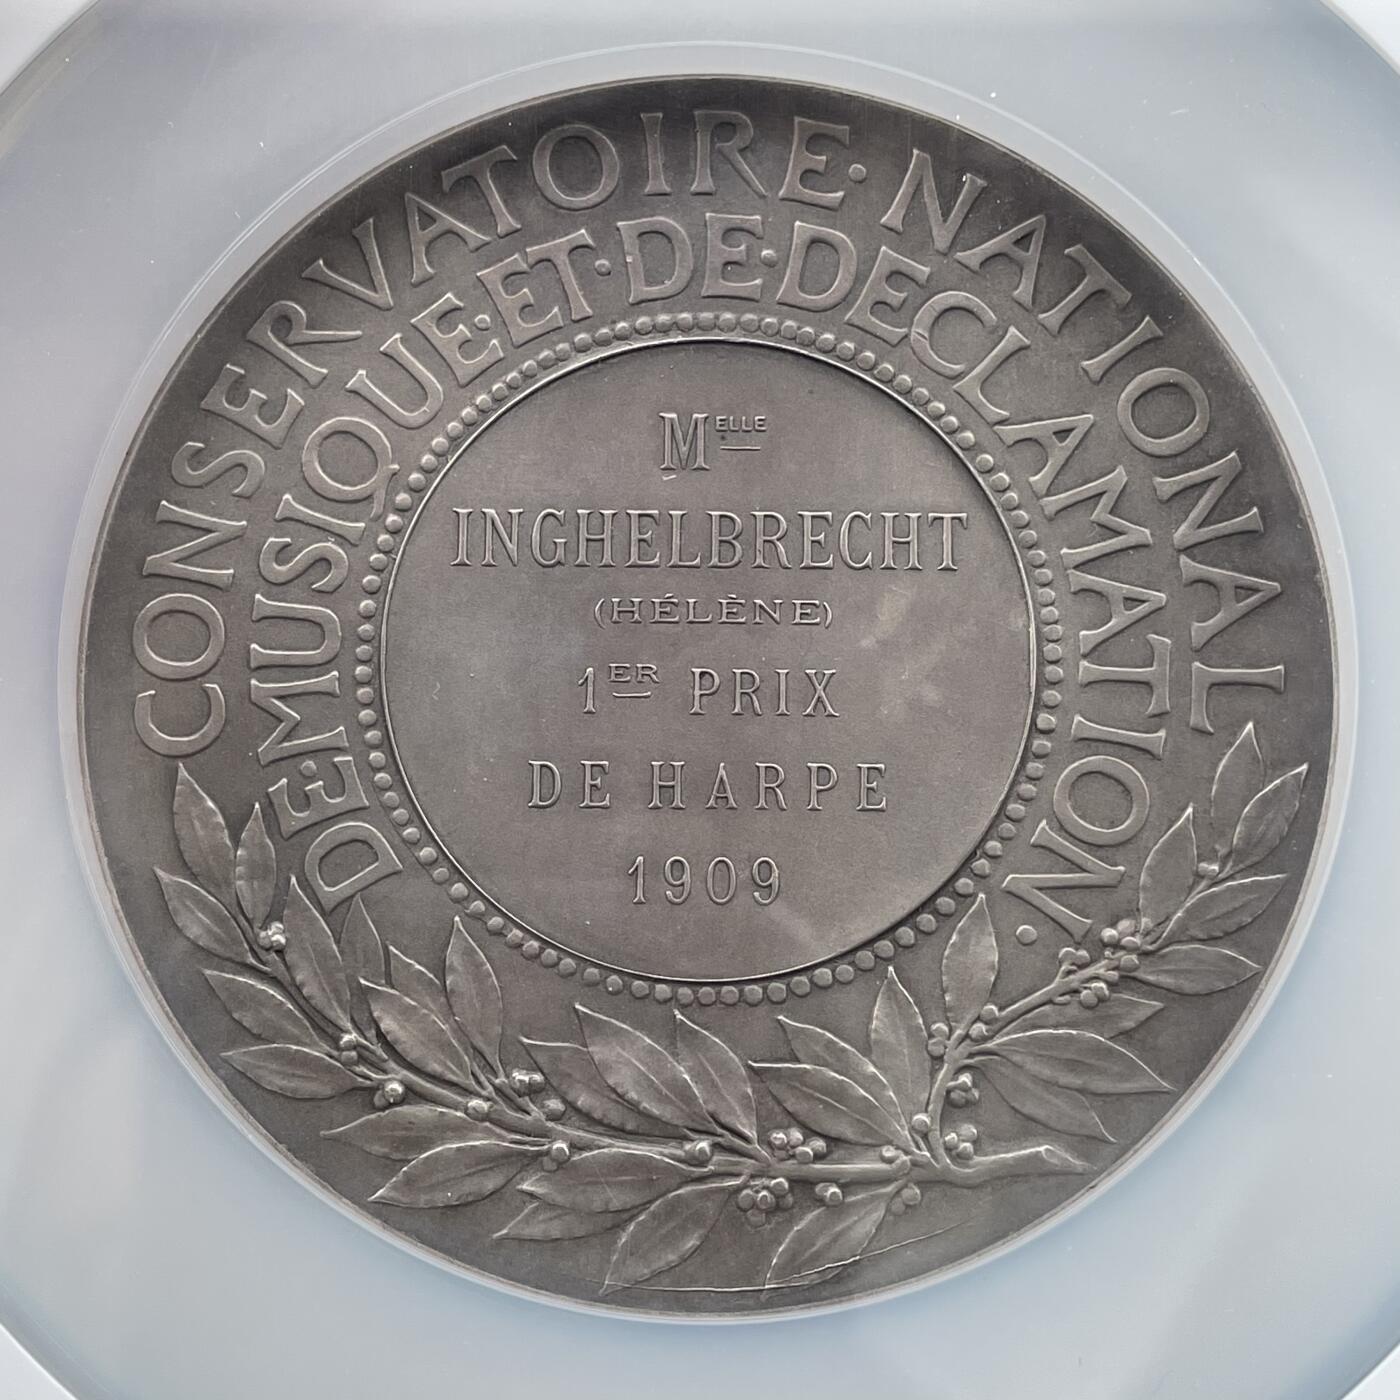 CONSERVATOIRE·NATIONAL
DE·MUSIQUE·ET·DE·DECLAMATION·
Mᴱᴸᴸᴱ
INGHELBRECHT
(HÉLÈNE)
1ᴱᴿ PRIX
DE HARPE
1909